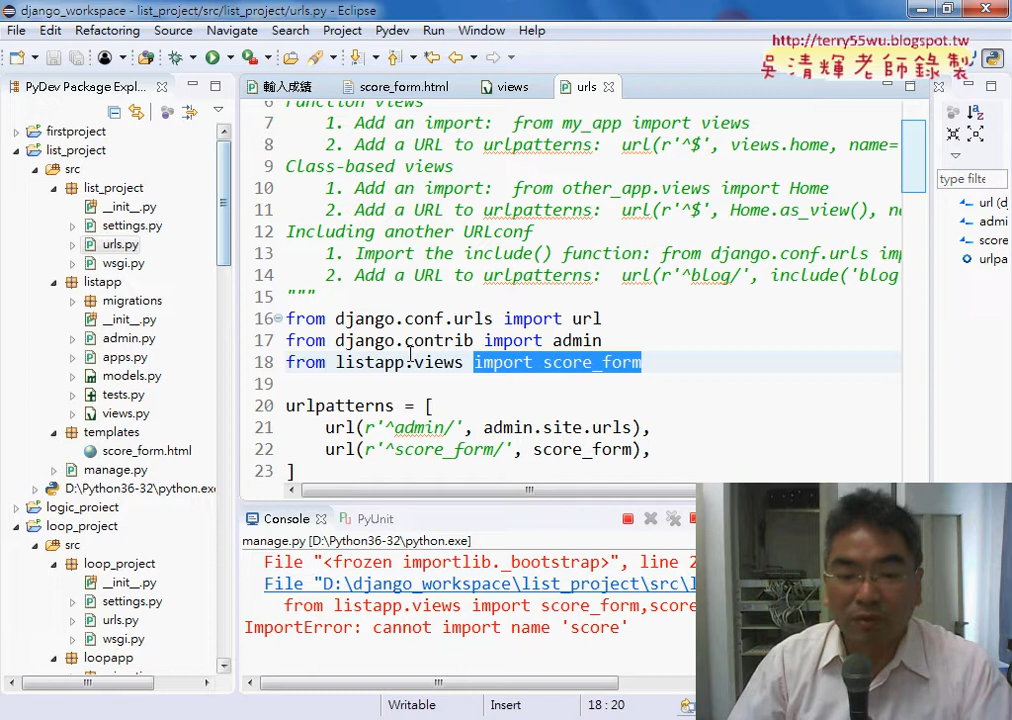 django_workspace - list_project/src/list_project/urls.py - Eclipse
File Edit Refactoring Source Navigate Search Project Pydev Run Window Help
http://terry55wu.blogspot.tw
吳清輝老師錄製
PyDev Package Expl...
輸入成績
score_form.html
views
urls
firstproject
list_project
src
list_project
__init__.py
settings.py
urls.py
wsgi.py
listapp
migrations
__init__.py
admin.py
apps.py
models.py
tests.py
views.py
templates
score_form.html
manage.py
D:\Python36-32\python.exe
logic_project
loop_project
src
loop_project
__init__.py
settings.py
urls.py
wsgi.py
loopapp
6 Function views
7 1. Add an import:  from my_app import views
8 2. Add a URL to urlpatterns:  url(r'^$', views.home, name=
9 Class-based views
10 1. Add an import:  from other_app.views import Home
11 2. Add a URL to urlpatterns:  url(r'^$', Home.as_view(), n
12 Including another URLconf
13 1. Import the include() function: from django.conf.urls im
14 2. Add a URL to urlpatterns:  url(r'^blog/', include('blog
15 """
16 from django.conf.urls import url
17 from django.contrib import admin
18 from listapp.views import score_form
19
20 urlpatterns = [
21 url(r'^admin/', admin.site.urls),
22 url(r'^score_form/', score_form),
23 ]
type filte
url (d
admi
score
urlpa
Console
PyUnit
manage.py [D:\Python36-32\python.exe]
File "<frozen importlib._bootstrap>", line 2
File "D:\django_workspace\list_project\src\l
from listapp.views import score_form,score
ImportError: cannot import name 'score'
Writable
Insert
18 : 20